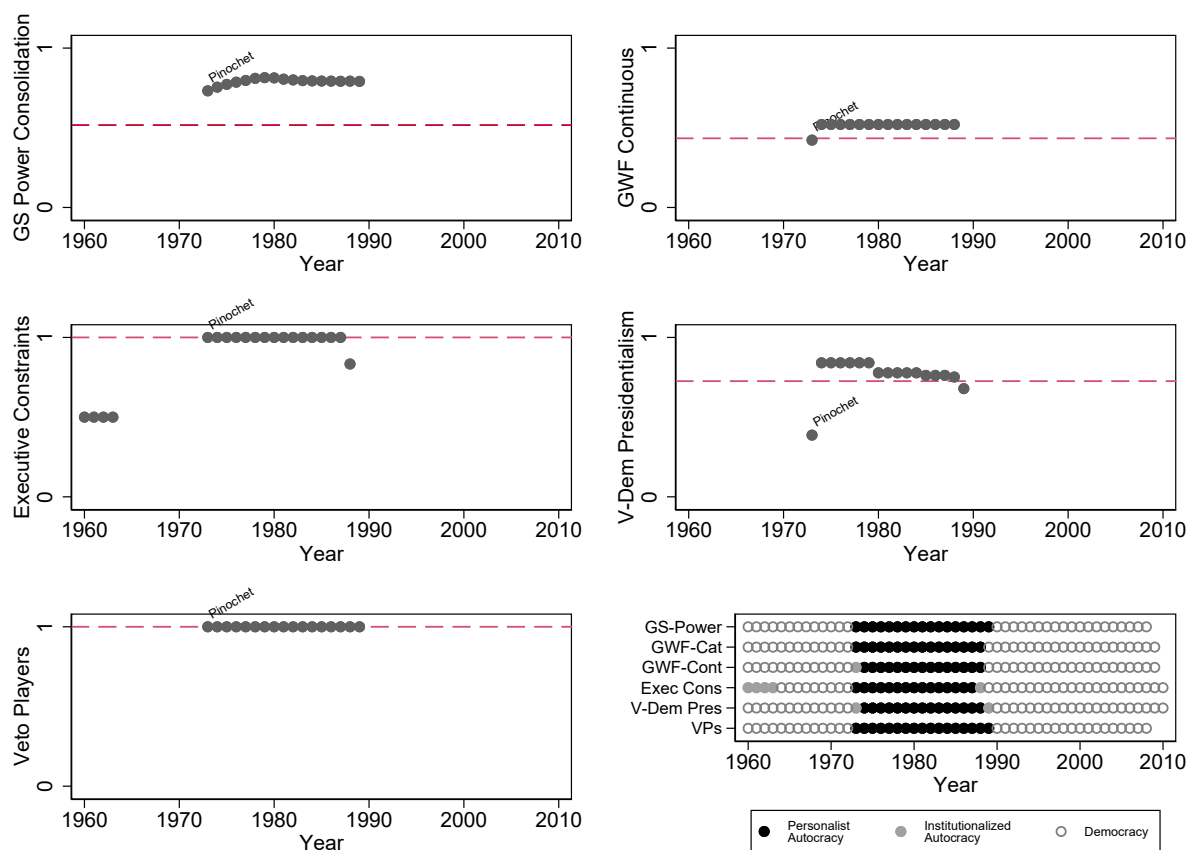 GS Power Consolidation
1
0
Pinochet
1960 1970 1980 1990 2000 2010
Year
GWF Continuous
1
0
Pinochet
1960 1970 1980 1990 2000 2010
Year
Executive Constraints
1
0
Pinochet
1960 1970 1980 1990 2000 2010
Year
V-Dem Presidentialism
1
0
Pinochet
1960 1970 1980 1990 2000 2010
Year
Veto Players
1
0
Pinochet
1960 1970 1980 1990 2000 2010
Year
GS-Power
GWF-Cat
GWF-Cont
Exec Cons
V-Dem Pres
VPs
1960 1970 1980 1990 2000 2010
Year
Personalist
Autocracy
Institutionalized
Autocracy
Democracy